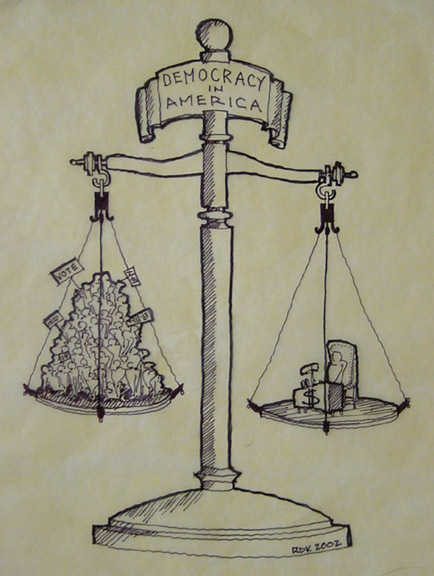 DEMOCRACY
IN
AMERICA
VOTE
$
RDK 2002